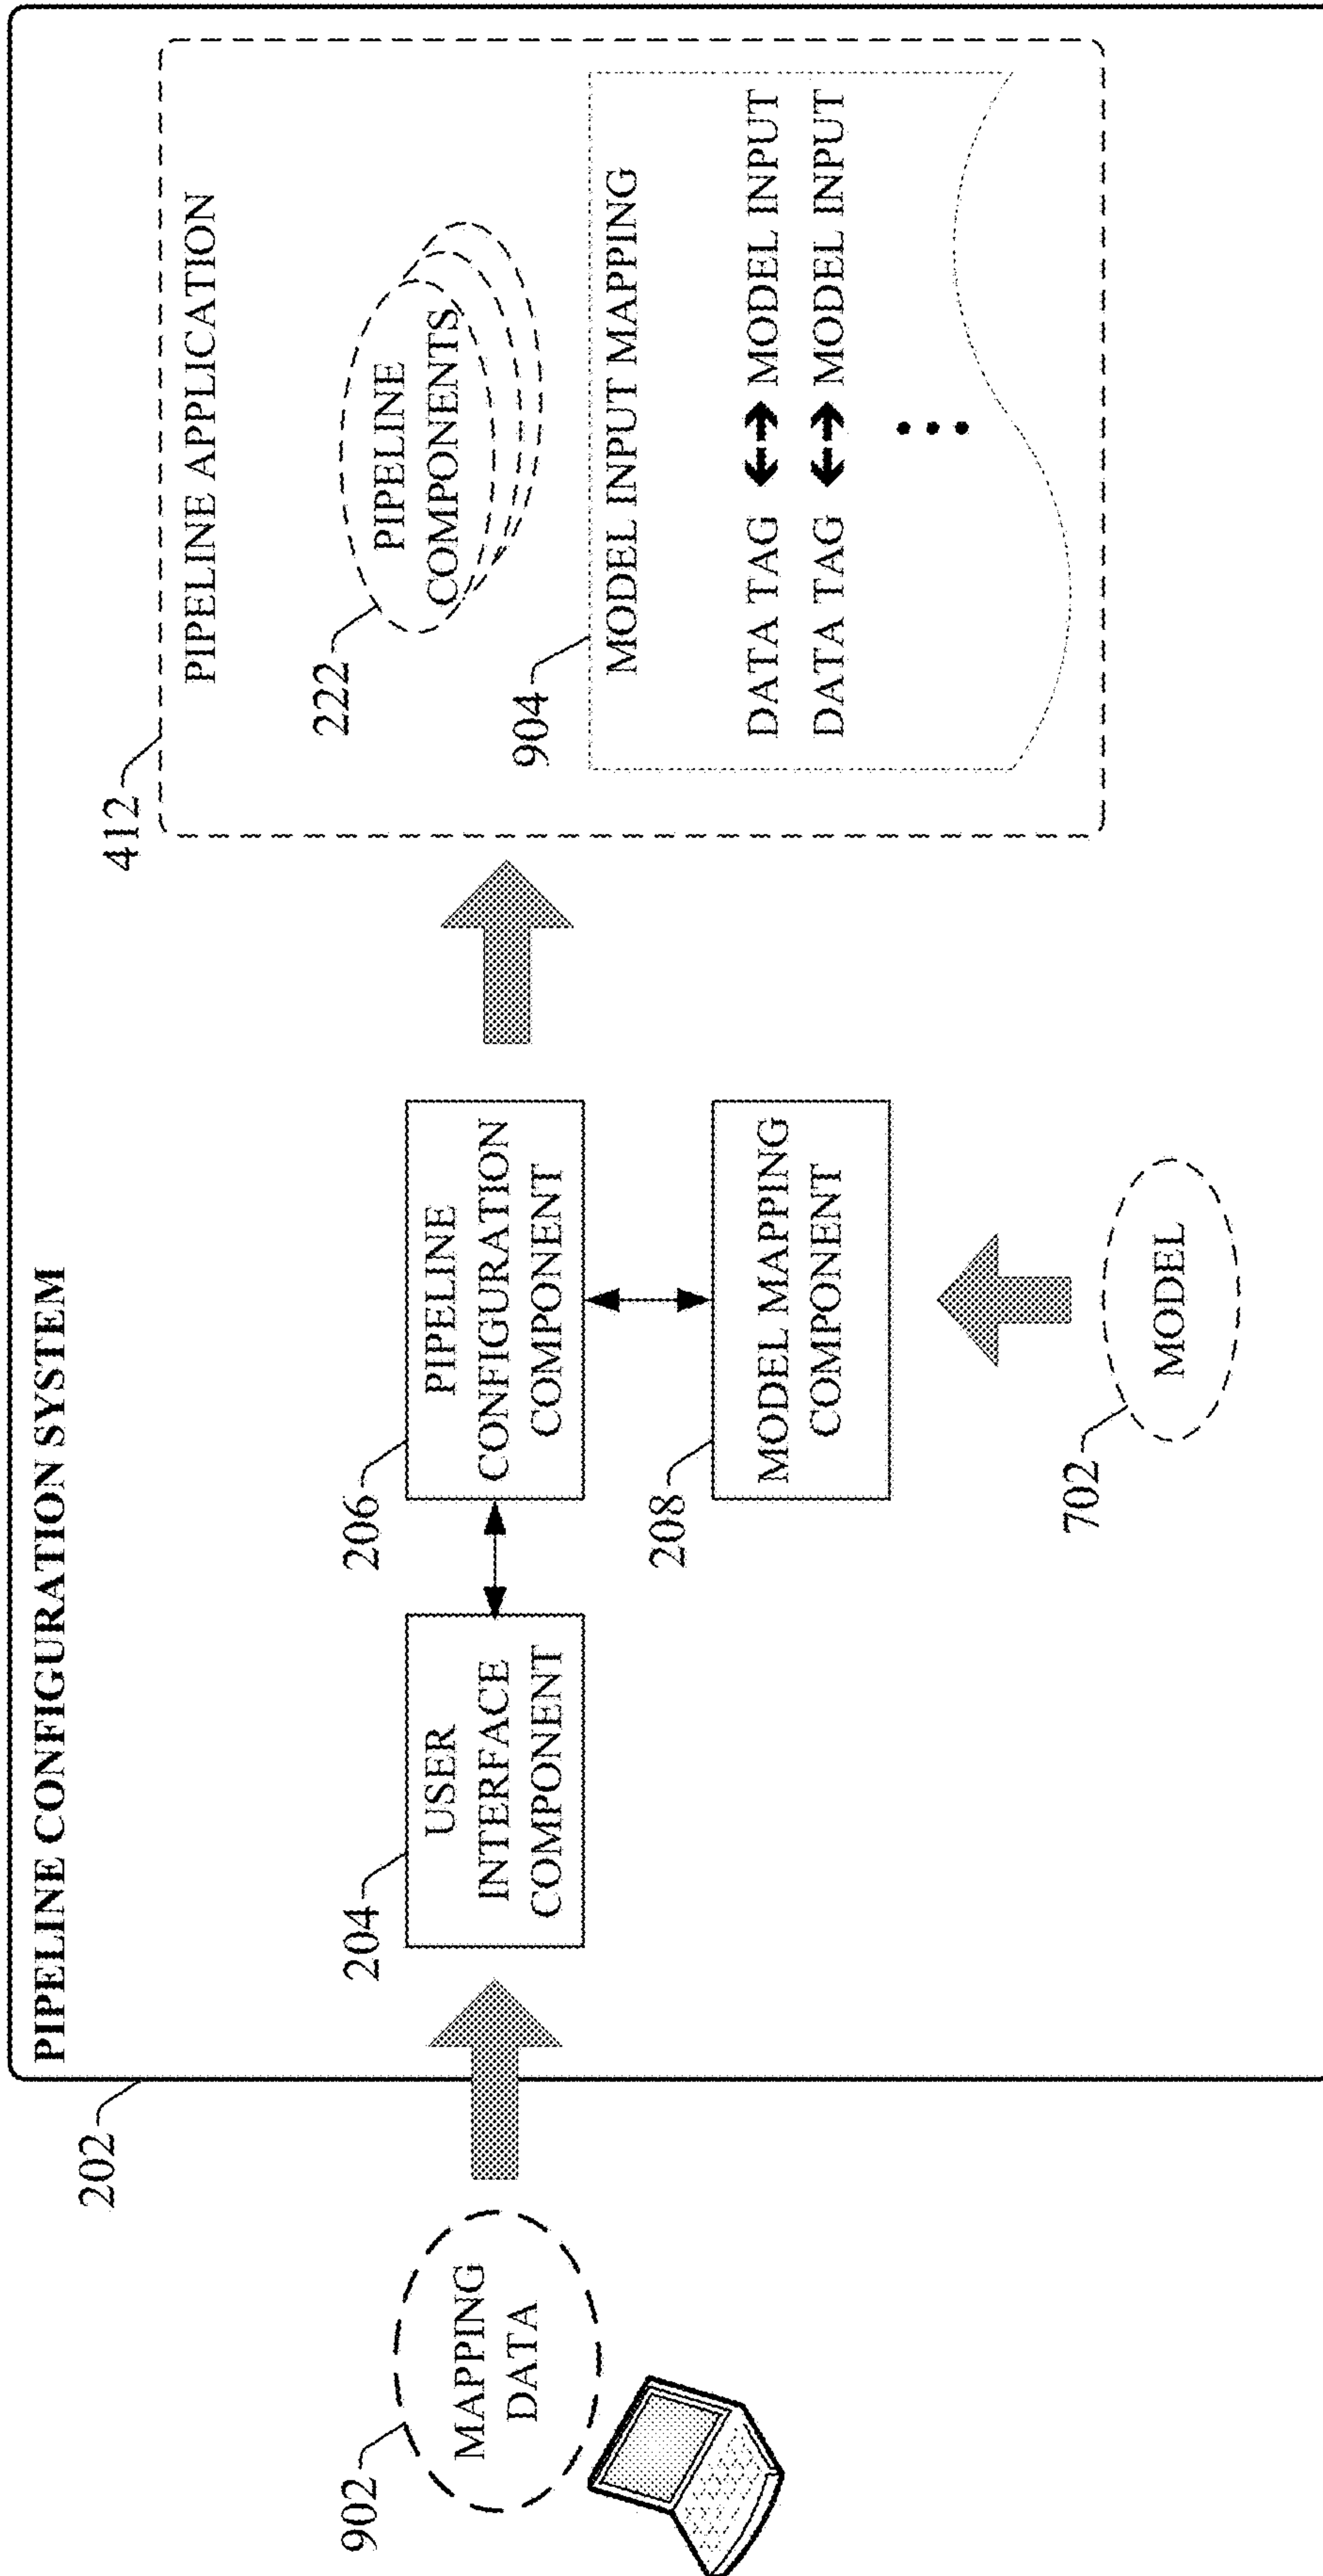 PIPELINE CONFIGURATION SYSTEM
202
902
MAPPING
DATA
204
USER
INTERFACE
COMPONENT
206
PIPELINE
CONFIGURATION
COMPONENT
208
MODEL MAPPING
COMPONENT
702
MODEL
412
PIPELINE APPLICATION
222
PIPELINE
COMPONENTS
904
MODEL INPUT MAPPING
DATA TAG ↔ MODEL INPUT
DATA TAG ↔ MODEL INPUT